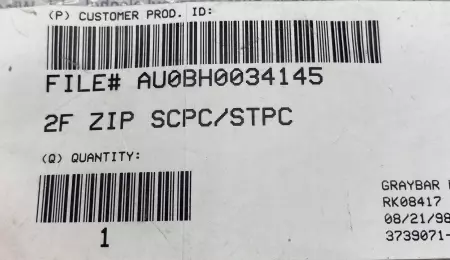 (P) CUSTOMER PROD. ID:
FILE# AU0BH0034145
2F ZIP SCPC/STPC
(Q) QUANTITY:
1
GRAYBAR
RK08417
08/21/98
3739071-